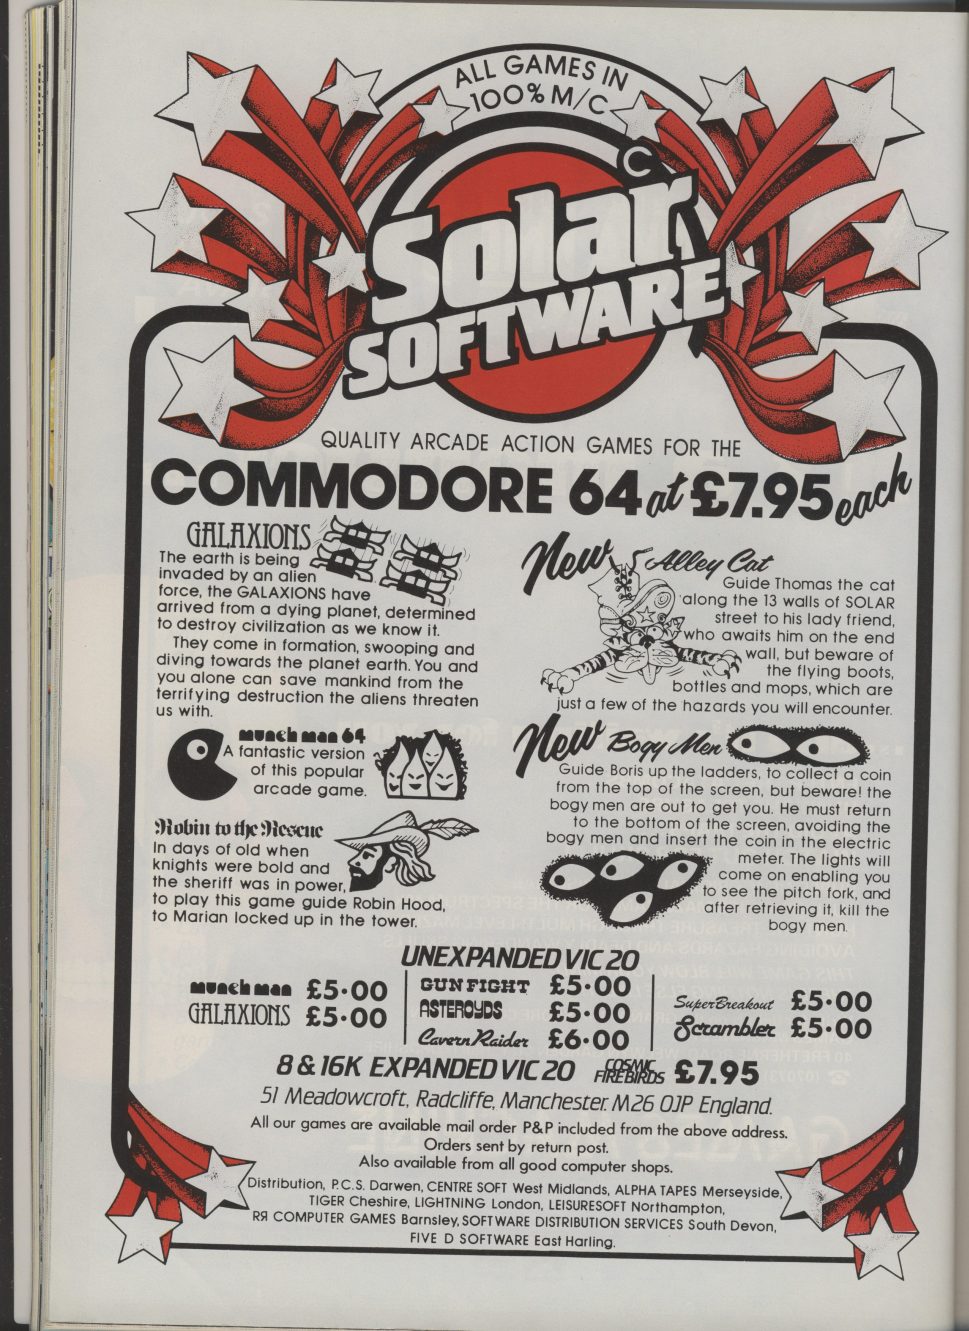 ALL GAMES IN
100% M/C
Solar
SOFTWARE
QUALITY ARCADE ACTION GAMES FOR THE
COMMODORE 64 at £7.95 each
GALAXIONS
The earth is being
invaded by an alien
force, the GALAXIONS have
arrived from a dying planet, determined
to destroy civilization as we know it.
They come in formation, swooping and
diving towards the planet earth. You and
you alone can save mankind from the
terrifying destruction the aliens threaten
us with.
munch man 64
A fantastic version
of this popular
arcade game.
Robin to the Rescue
In days of old when
knights were bold and
the sheriff was in power,
to play this game guide Robin Hood,
to Marian locked up in the tower.
New Alley Cat
Guide Thomas the cat
along the 13 walls of SOLAR
street to his lady friend,
who awaits him on the end
wall, but beware of
the flying boots,
bottles and mops, which are
just a few of the hazards you will encounter.
New Bogy Men
Guide Boris up the ladders, to collect a coin
from the top of the screen, but beware! the
bogy men are out to get you. He must return
to the bottom of the screen, avoiding the
bogy men and insert the coin in the electric
meter. The lights will
come on enabling you
to see the pitch fork, and
after retrieving it, kill the
bogy men.
UNEXPANDED VIC 20
munch man £5·00
GALAXIONS £5·00
GUN FIGHT £5·00
ASTEROYDS £5·00
Cavern Raider £6·00
Super Breakout £5·00
Scrambler £5·00
8 & 16K EXPANDED VIC 20 COSMIC FIREBIRDS £7.95
51 Meadowcroft, Radcliffe, Manchester. M26 0JP England.
All our games are available mail order P&P included from the above address.
Orders sent by return post.
Also available from all good computer shops.
Distribution, P.C.S. Darwen, CENTRE SOFT West Midlands, ALPHA TAPES Merseyside,
TIGER Cheshire, LIGHTNING London, LEISURESOFT Northampton,
RЯ COMPUTER GAMES Barnsley, SOFTWARE DISTRIBUTION SERVICES South Devon,
FIVE D SOFTWARE East Harling.